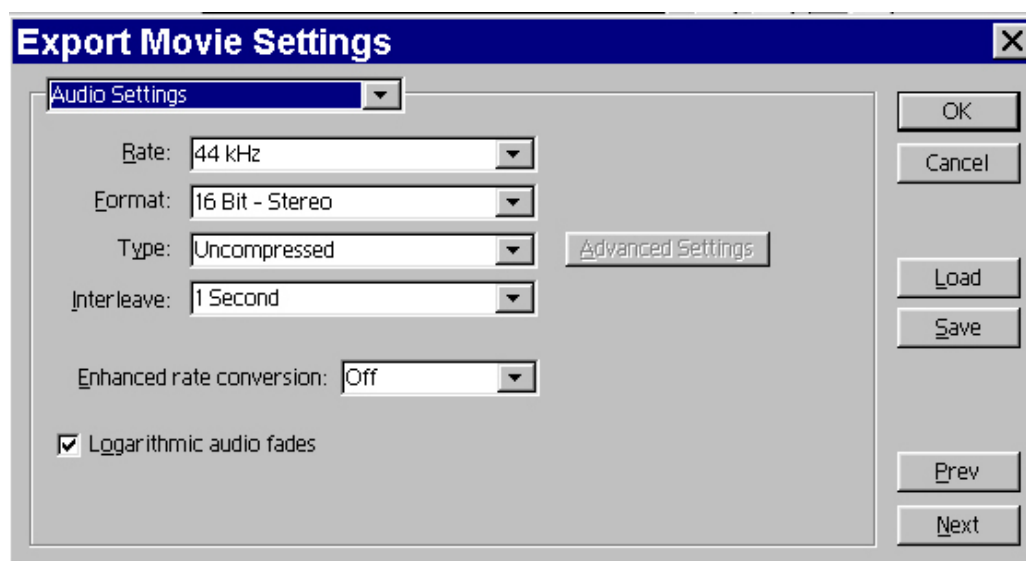 Export Movie Settings
Audio Settings
OK
Rate: 44 kHz
Cancel
Format: 16 Bit - Stereo
Type: Uncompressed Advanced Settings
Load
Interleave: 1 Second
Save
Enhanced rate conversion: Off
Logarithmic audio fades
Prev
Next